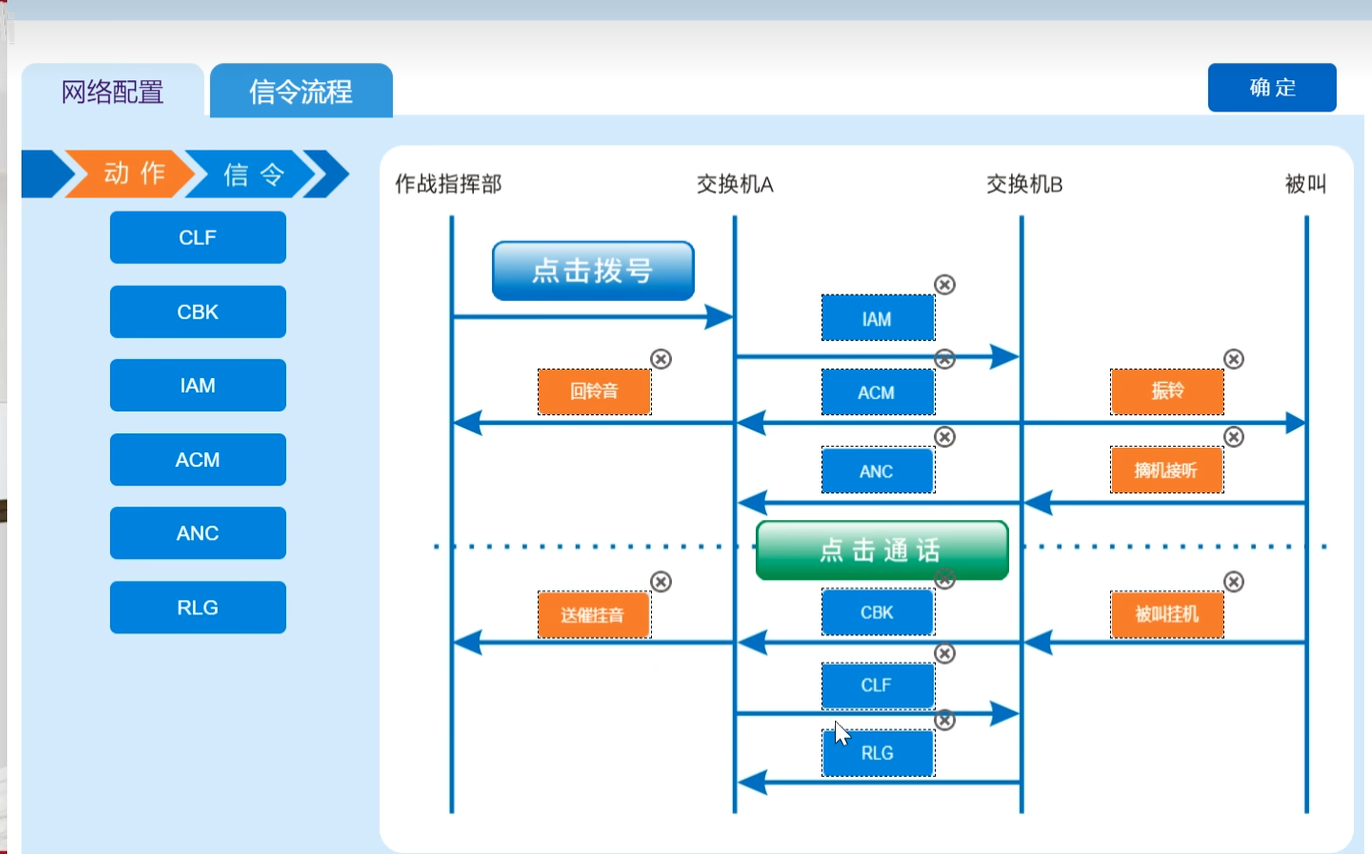 网络配置
信令流程
确 定
动 作
信 令
CLF
CBK
IAM
ACM
ANC
RLG
作战指挥部
交换机A
交换机B
被叫
点击拨号
IAM
回铃音
ACM
振铃
ANC
摘机接听
点 击 通 话
送催挂音
CBK
被叫挂机
CLF
RLG